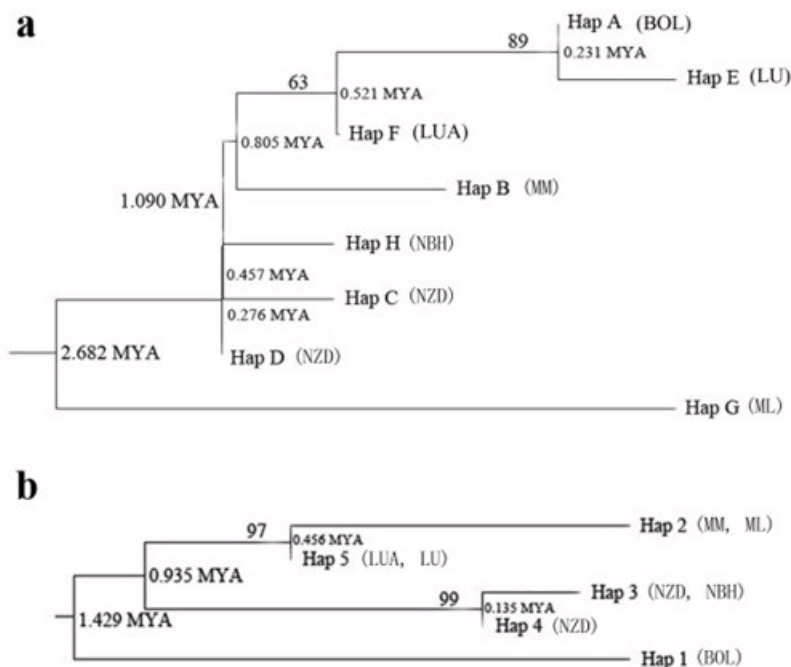 a
Hap A (BOL)
89
0.231 MYA
Hap E (LU)
63
0.521 MYA
Hap F (LUA)
0.805 MYA
Hap B (MM)
1.090 MYA
Hap H (NBH)
0.457 MYA
Hap C (NZD)
0.276 MYA
Hap D (NZD)
2.682 MYA
Hap G (ML)
b
97
Hap 2 (MM, ML)
0.456 MYA
Hap 5 (LUA, LU)
0.935 MYA
Hap 3 (NZD, NBH)
99
0.135 MYA
Hap 4 (NZD)
1.429 MYA
Hap 1 (BOL)